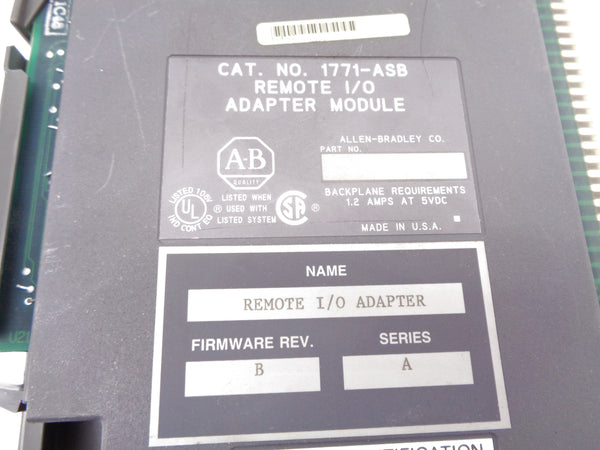 CAT. NO. 1771-ASB
REMOTE I/O
ADAPTER MODULE
ALLEN-BRADLEY CO.
PART NO.
A-B
QUALITY
LISTED 108V
IND CONT EQ
UL
®
LISTED WHEN
USED WITH
LISTED SYSTEM
SA
®
BACKPLANE REQUIREMENTS
1.2 AMPS AT 5VDC
MADE IN U.S.A.
NAME
REMOTE I/O ADAPTER
FIRMWARE REV.
SERIES
B
A